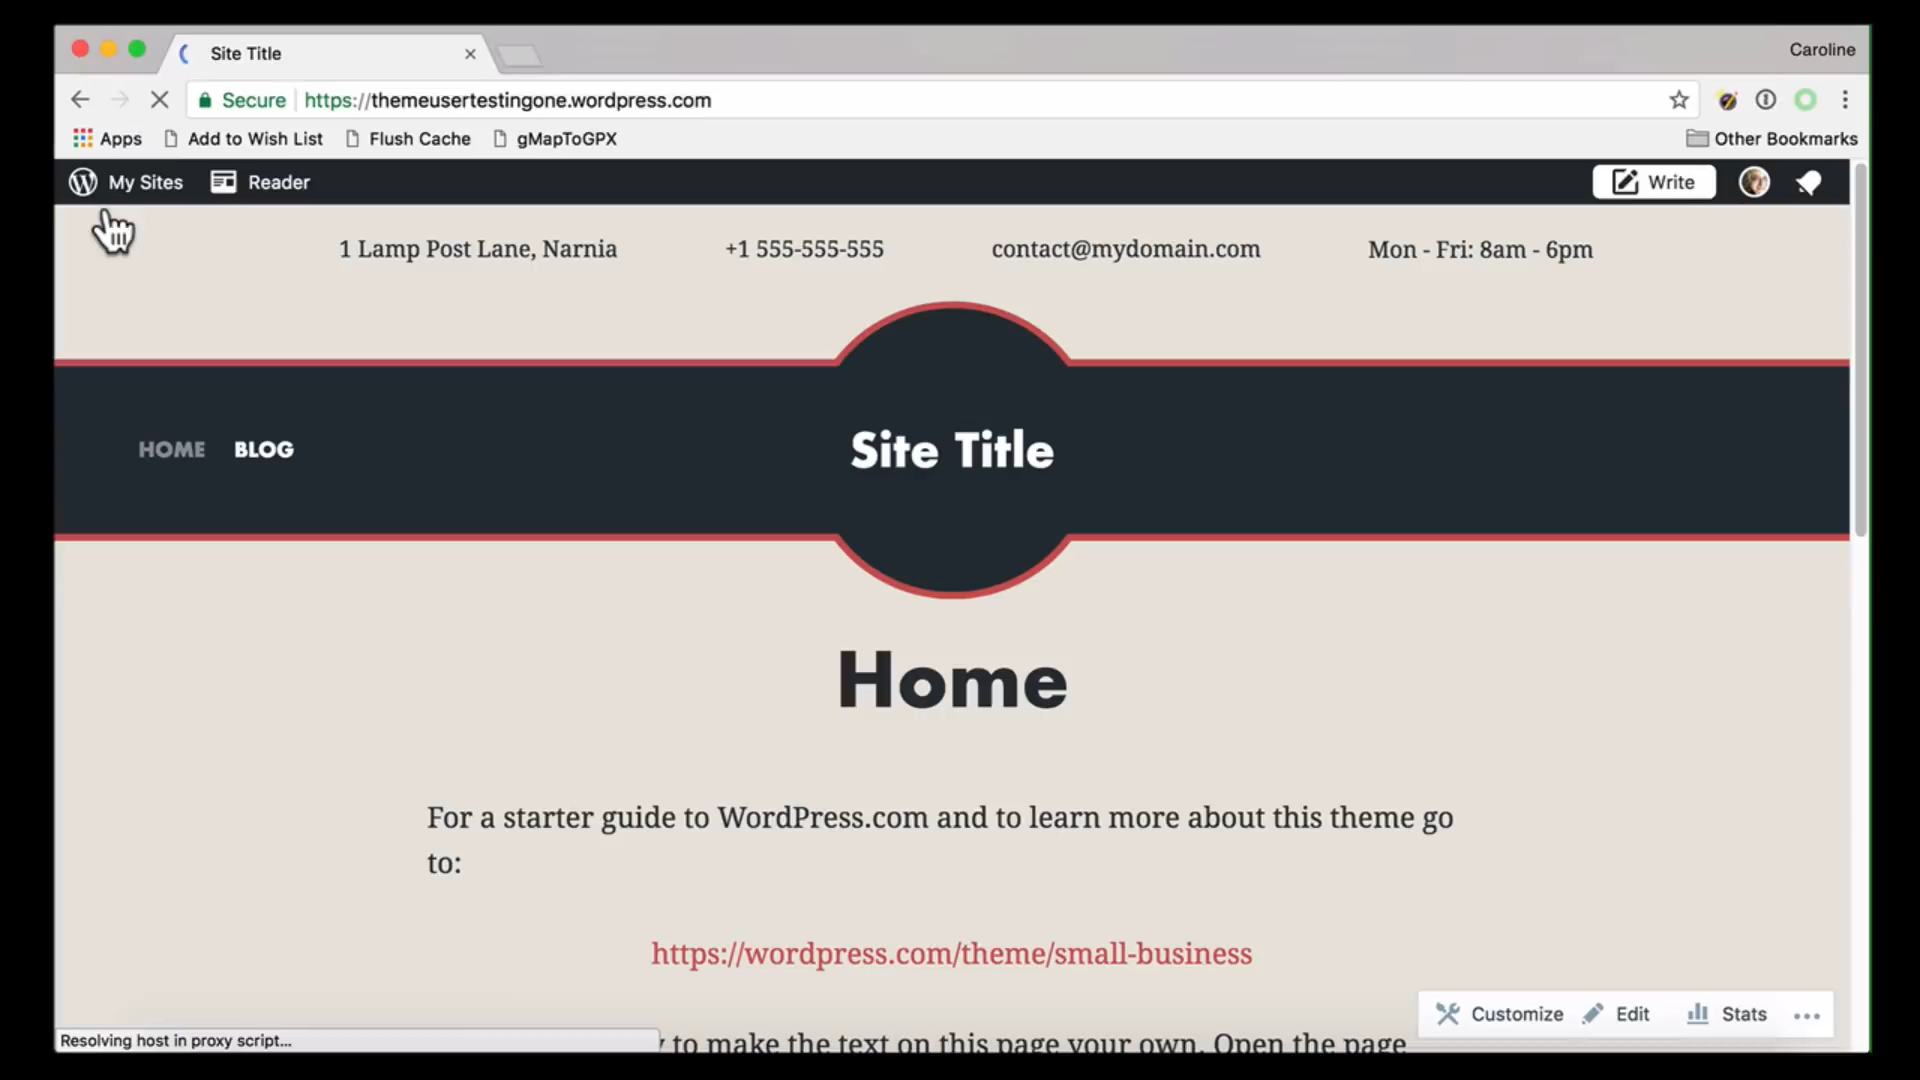 Site Title
Caroline
Secure https://themeusertestingone.wordpress.com
Apps Add to Wish List Flush Cache gMapToGPX Other Bookmarks
My Sites Reader Write
1 Lamp Post Lane, Narnia +1 555-555-555 contact@mydomain.com Mon - Fri: 8am - 6pm
HOME BLOG Site Title
Home
For a starter guide to WordPress.com and to learn more about this theme go
to:
https://wordpress.com/theme/small-business
Customize Edit Stats
Resolving host in proxy script...
to make the text on this page your own. Open the page